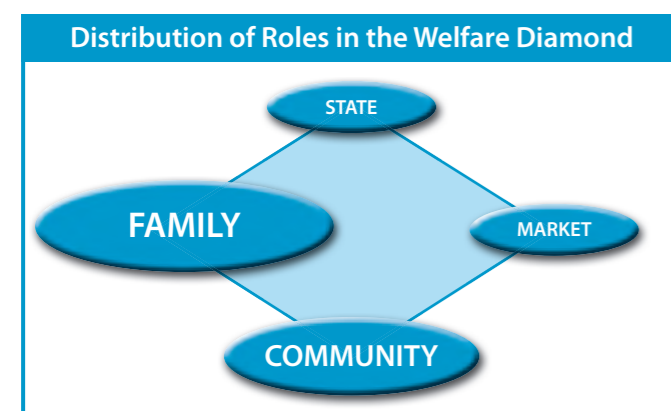 Distribution of Roles in the Welfare Diamond
STATE
FAMILY
MARKET
COMMUNITY